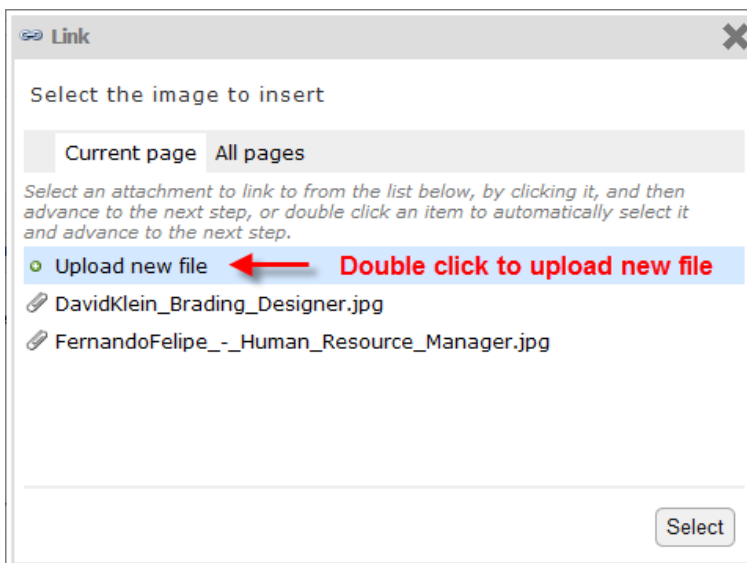 Link
Select the image to insert
Current page All pages
Select an attachment to link to from the list below, by clicking it, and then
advance to the next step, or double click an item to automatically select it
and advance to the next step.
Upload new file Double click to upload new file
DavidKlein_Brading_Designer.jpg
FernandoFelipe_-_Human_Resource_Manager.jpg
Select